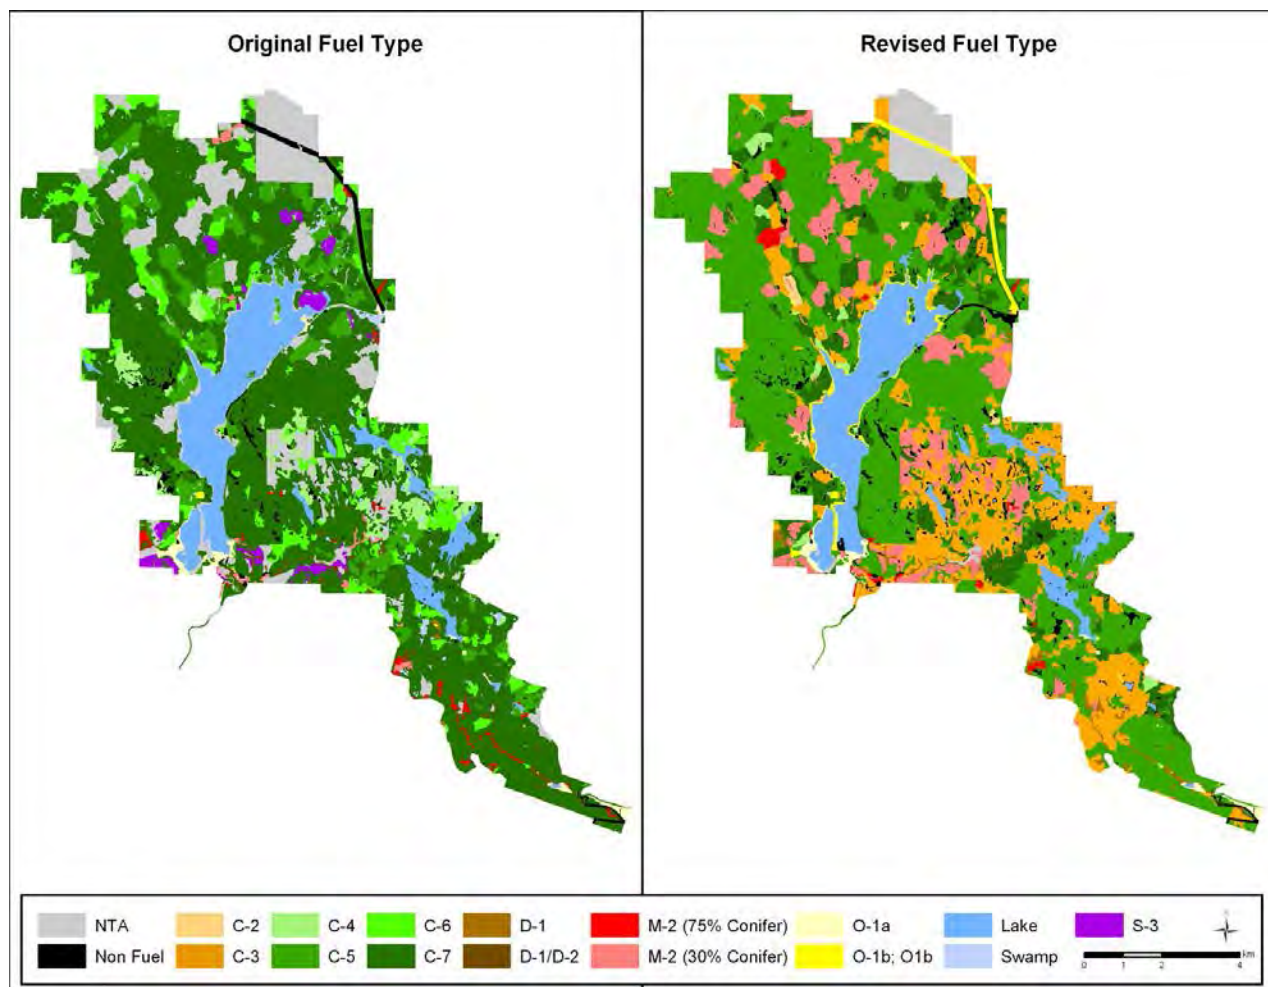 Original Fuel Type
Revised Fuel Type
NTA C-2 C-4 C-6 D-1 M-2 (75% Conifer) O-1a Lake S-3
Non Fuel C-3 C-5 C-7 D-1/D-2 M-2 (30% Conifer) O-1b; O1b Swamp
km
0 1 2 4